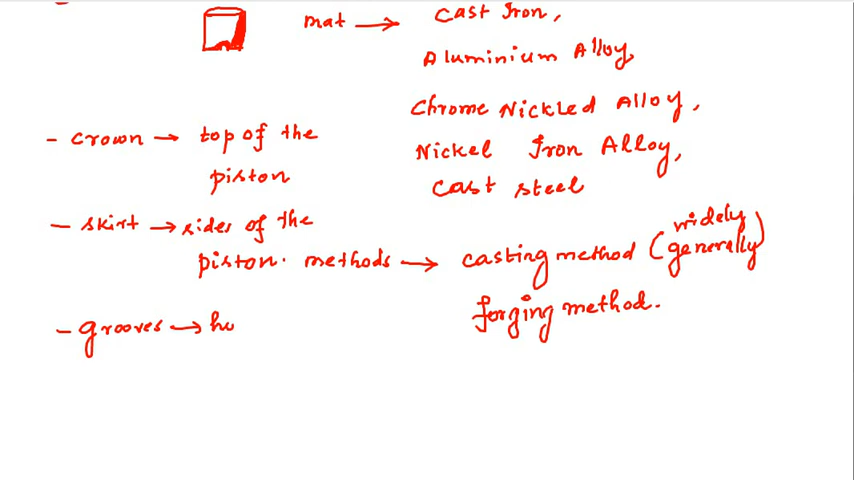 mat → Cast Iron,
Aluminium Alloy,
Chrome Nickled Alloy,
- crown → top of the
piston
Nickel Iron Alloy,
cast steel
- skirt → sides of the
piston.
methods → casting method (widely generally)
forging method.
- grooves → ho